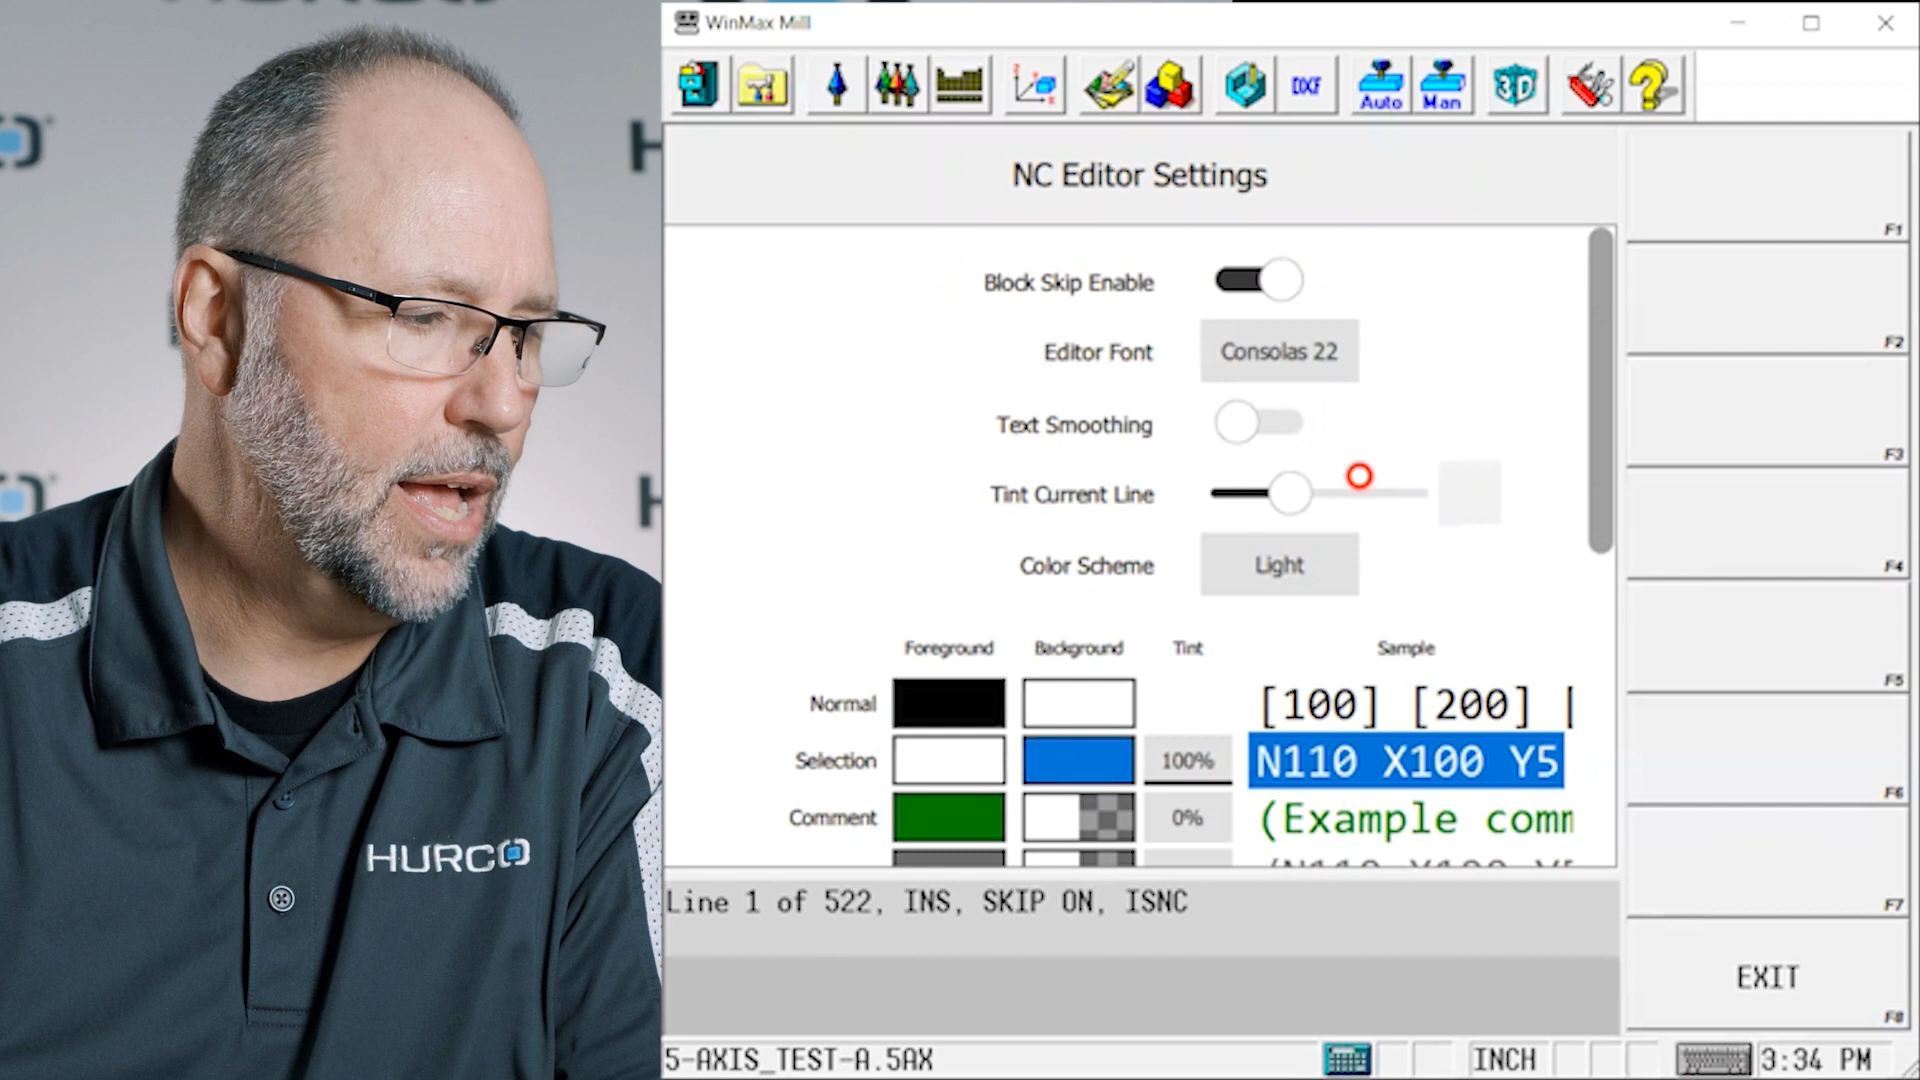 WinMax Mill
DXF
Auto
Man
3D
NC Editor Settings
F1
Block Skip Enable
F2
Editor Font
Consolas 22
Text Smoothing
F3
Tint Current Line
Color Scheme
Light
F4
Foreground Background Tint Sample
F5
Normal
[100] [200] [
Selection
100%
N110 X100 Y5
F6
Comment
0%
(Example comm
HURCO
Line 1 of 522, INS, SKIP ON, ISNC
F7
EXIT
F8
5-AXIS_TEST-A.5AX
INCH
3:34 PM